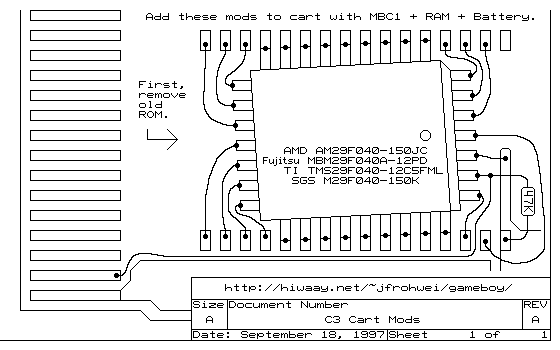 Add these mods to cart with MBC1 + RAM + Battery.
First,
remove
old
ROM.
AMD AM29F040-150JC
Fujitsu MBM29F040A-12PD
TI TMS29F040-12C5FML
SGS M29F040-150K
47K
http://hiwaay.net/~jfrohwei/gameboy/
Size Document Number REV
A C3 Cart Mods A
Date: September 18, 1997 Sheet 1 of 1